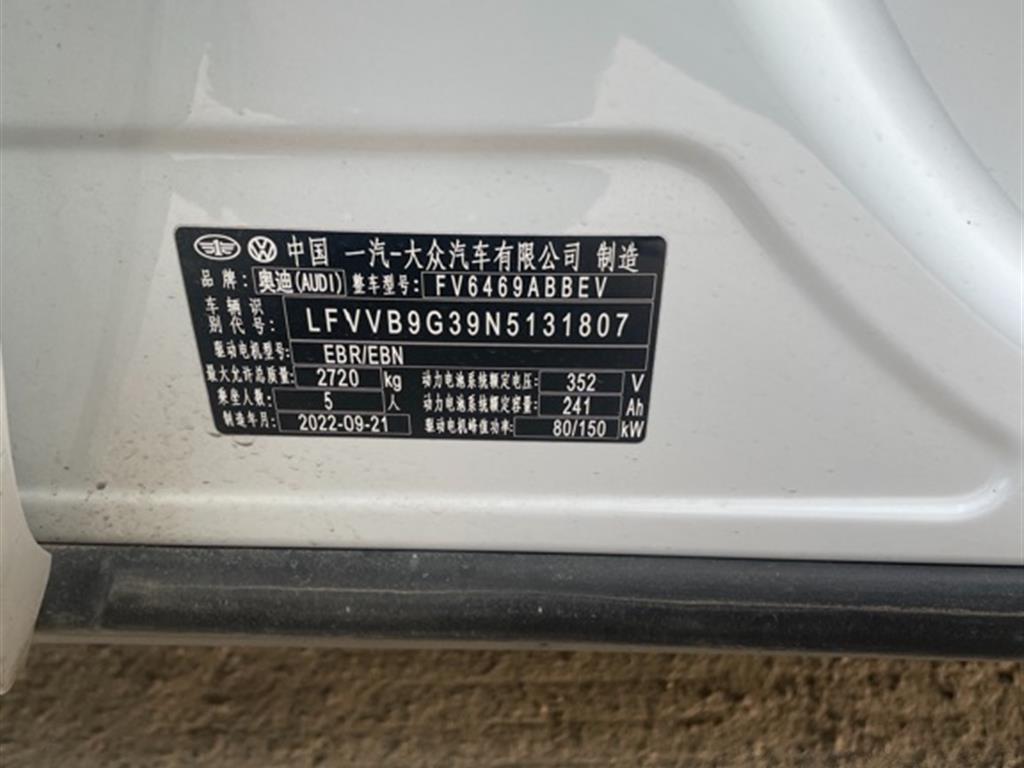 中国 一汽-大众汽车有限公司 制造
品牌: 奥迪(AUDI) 整车型号: FV6469ABBEV
车辆识别代号: LFVVB9G39N5131807
驱动电机型号: EBR/EBN
最大允许总质量: 2720 kg 动力电池系统额定电压: 352 V
乘坐人数: 5 人 动力电池系统额定容量: 241 Ah
制造年月: 2022-09-21 驱动电机峰值功率: 80/150 kW